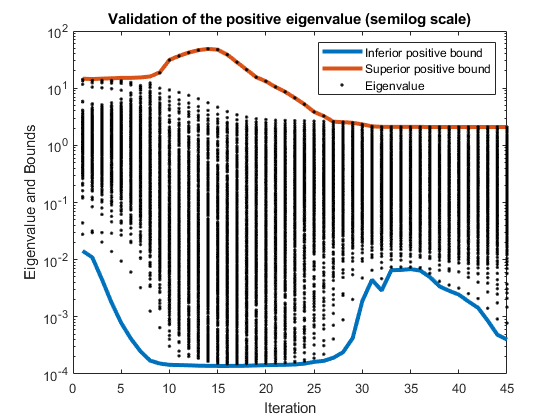 Validation of the positive eigenvalue (semilog scale)
Inferior positive bound
Superior positive bound
Eigenvalue
Eigenvalue and Bounds
10^2
10^1
10^0
10^-1
10^-2
10^-3
10^-4
0 5 10 15 20 25 30 35 40 45
Iteration